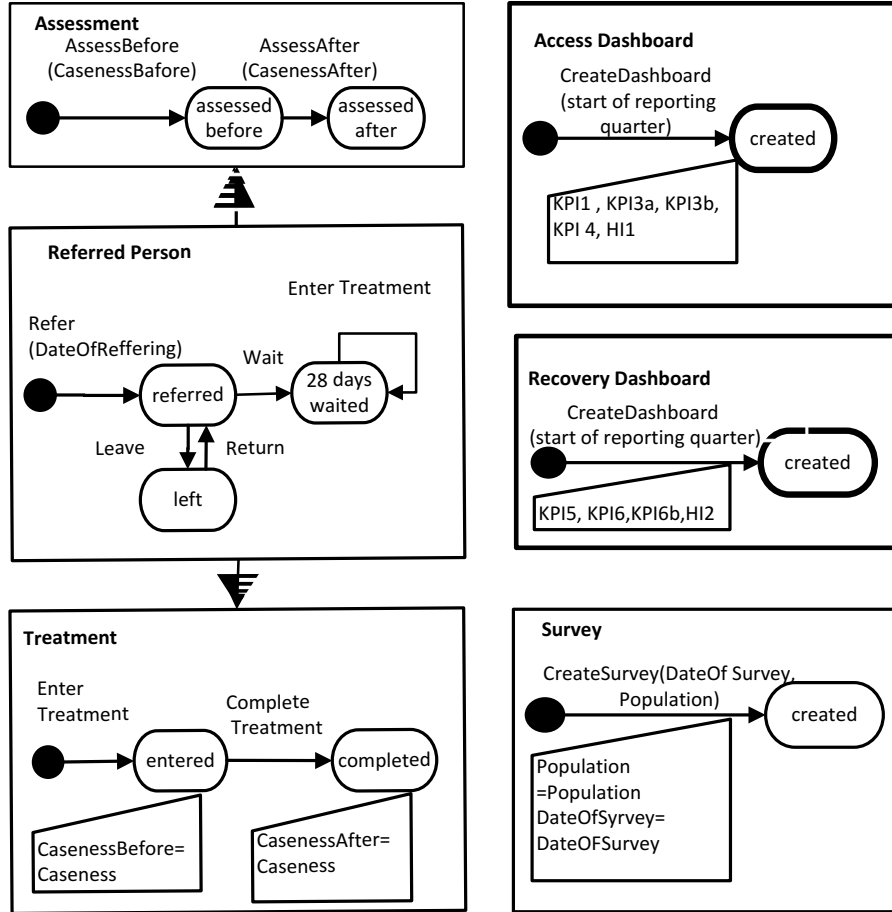 Assessment
AssessBefore
(CasenessBafore)
AssessAfter
(CasenessAfter)
assessed
before
assessed
after
Referred Person
Enter Treatment
Refer
(DateOfReffering)
Wait
referred
28 days
waited
Leave
Return
left
Treatment
Enter
Treatment
Complete
Treatment
entered
completed
CasenessBefore=
Caseness
CasenessAfter=
Caseness
Access Dashboard
CreateDashboard
(start of reporting
quarter)
created
KPI1 , KPI3a, KPI3b,
KPI 4, HI1
Recovery Dashboard
CreateDashboard
(start of reporting quarter)
created
KPI5, KPI6,KPI6b,HI2
Survey
CreateSurvey(DateOf Survey,
Population)
created
Population
=Population
DateOfSyrvey=
DateOFSurvey